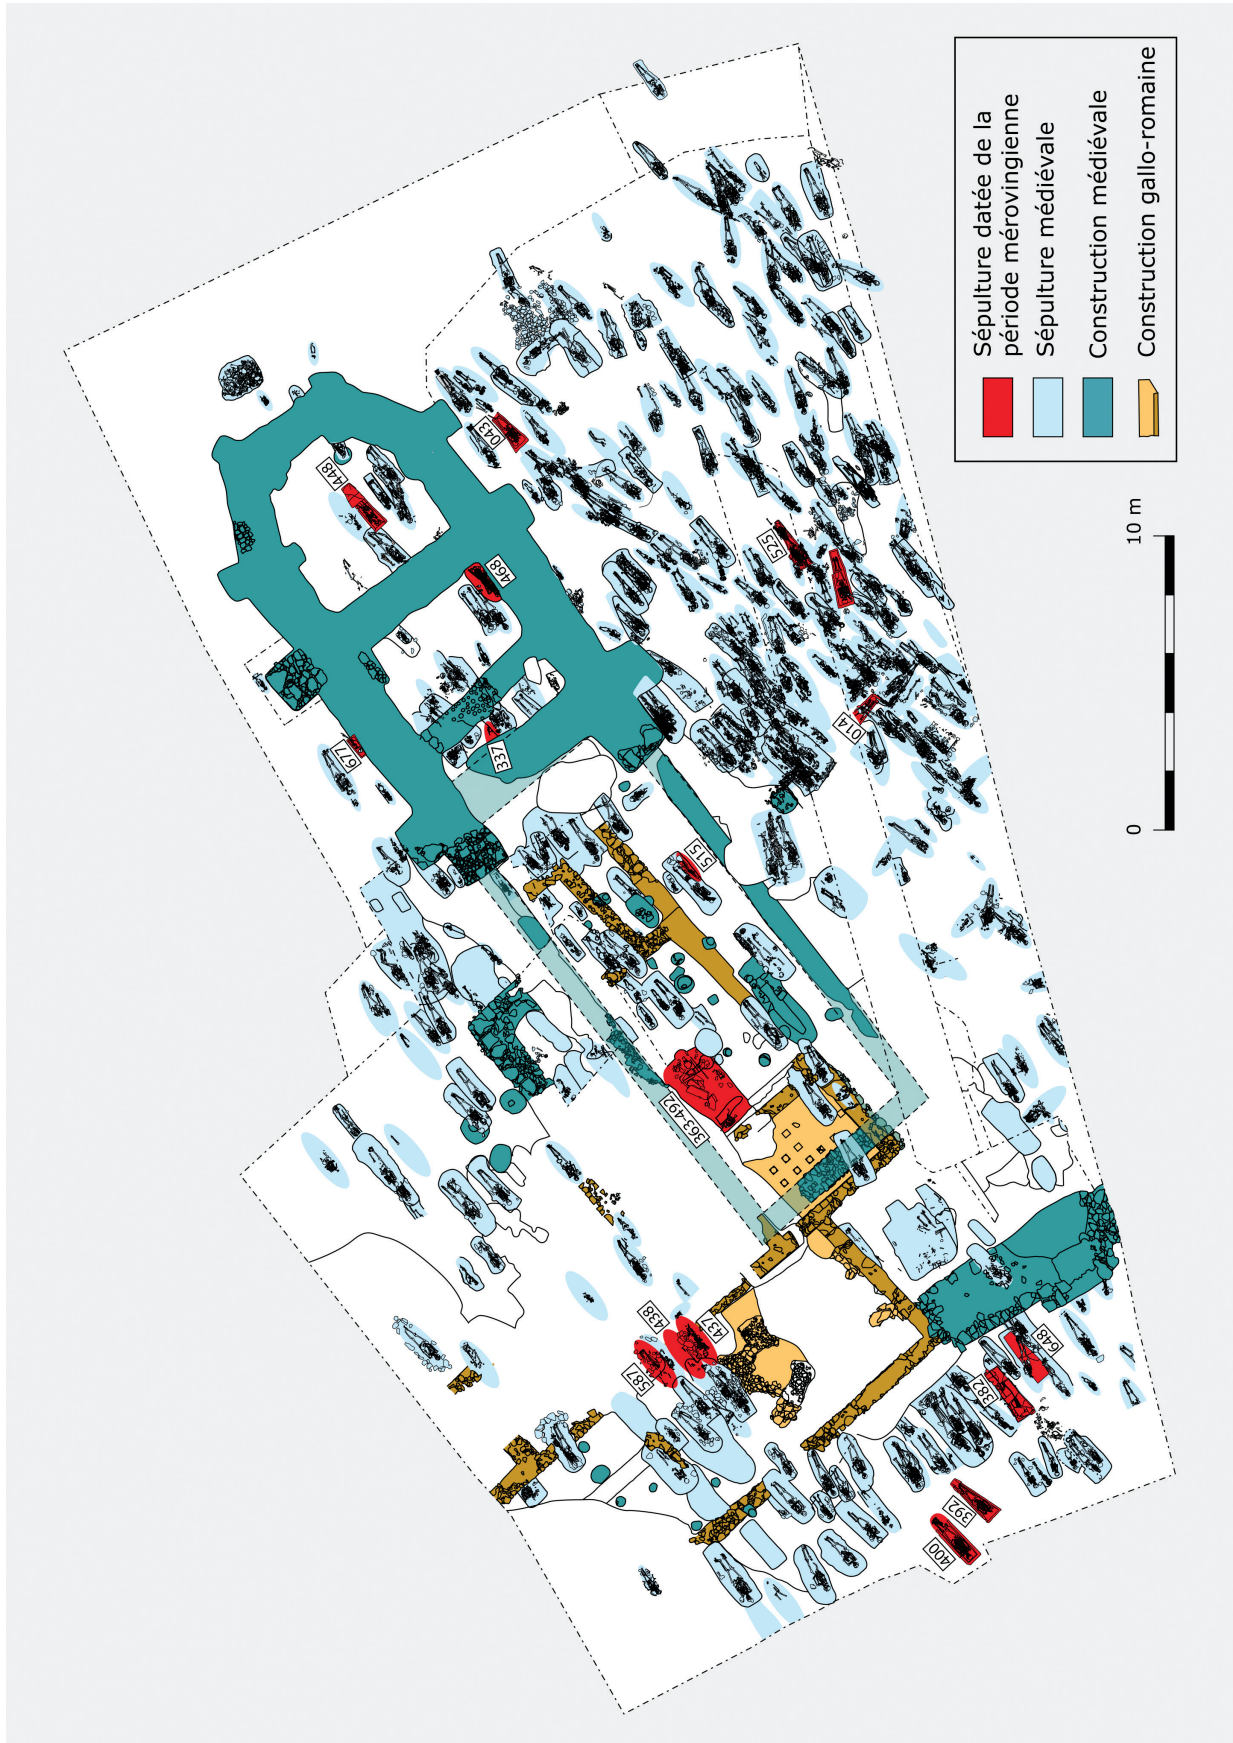 Sépulture datée de la
période mérovingienne
Sépulture médiévale
Construction médiévale
Construction gallo-romaine
0
10 m
448
043
468
677
337
525
014
515
363-492
438
437
587
648
382
392
400